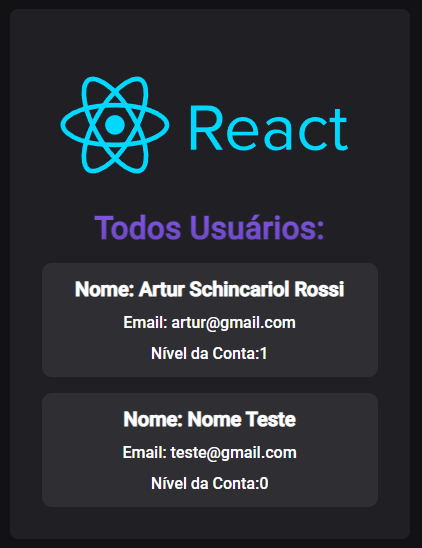 React
Todos Usuários:
Nome: Artur Schincariol Rossi
Email: artur@gmail.com
Nível da Conta:1
Nome: Nome Teste
Email: teste@gmail.com
Nível da Conta:0